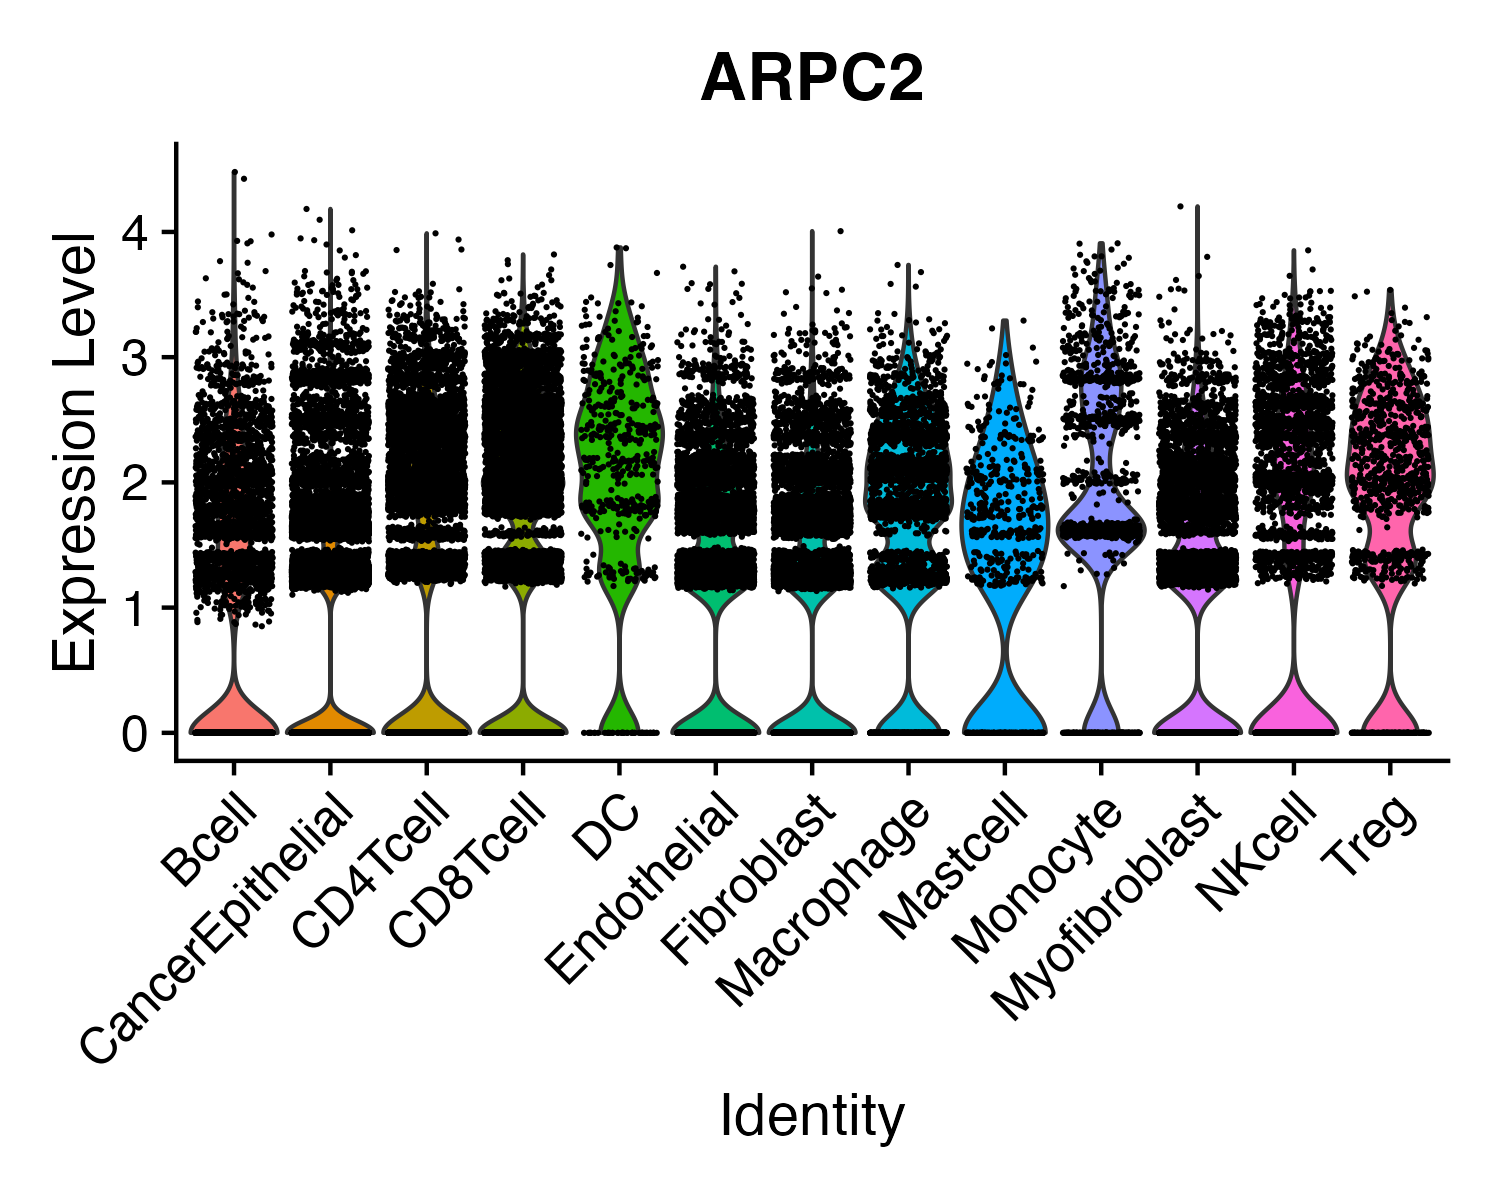 ARPC2
Expression Level
4
3
2
1
0
Bcell
CancerEpithelial
CD4Tcell
CD8Tcell
DC
Endothelial
Fibroblast
Macrophage
Mastcell
Monocyte
Myofibroblast
NKcell
Treg
Identity